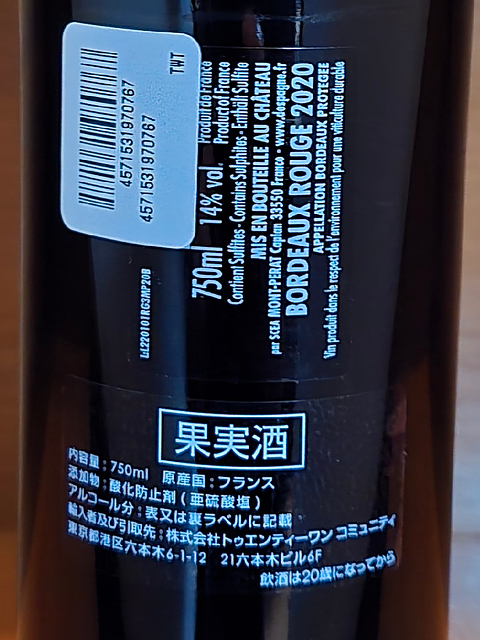 TWT
4571531970767
4571531970767
Product of France
Contient Sulfites - Contains Sulphites - Enthält Sulfite
750ml 14% vol.
MIS EN BOUTEILLE AU CHÂTEAU
par SCEA MONT-PERAT Capian 33550 France - www.despagne.fr
BORDEAUX ROUGE 2020
APPELLATION BORDEAUX PROTÉGÉE
Vin produit dans le respect de l'environnement pour une viticulture durable
LL220101RG3MP20B
果実酒
内容量:750ml 原産国:フランス
添加物:酸化防止剤(亜硫酸塩)
アルコール分:表又は裏ラベルに記載
輸入者及び引取先:株式会社トゥエンティーワン コミュニティ
東京都港区六本木6-1-12 21六本木ビル6F
飲酒は20歳になってから